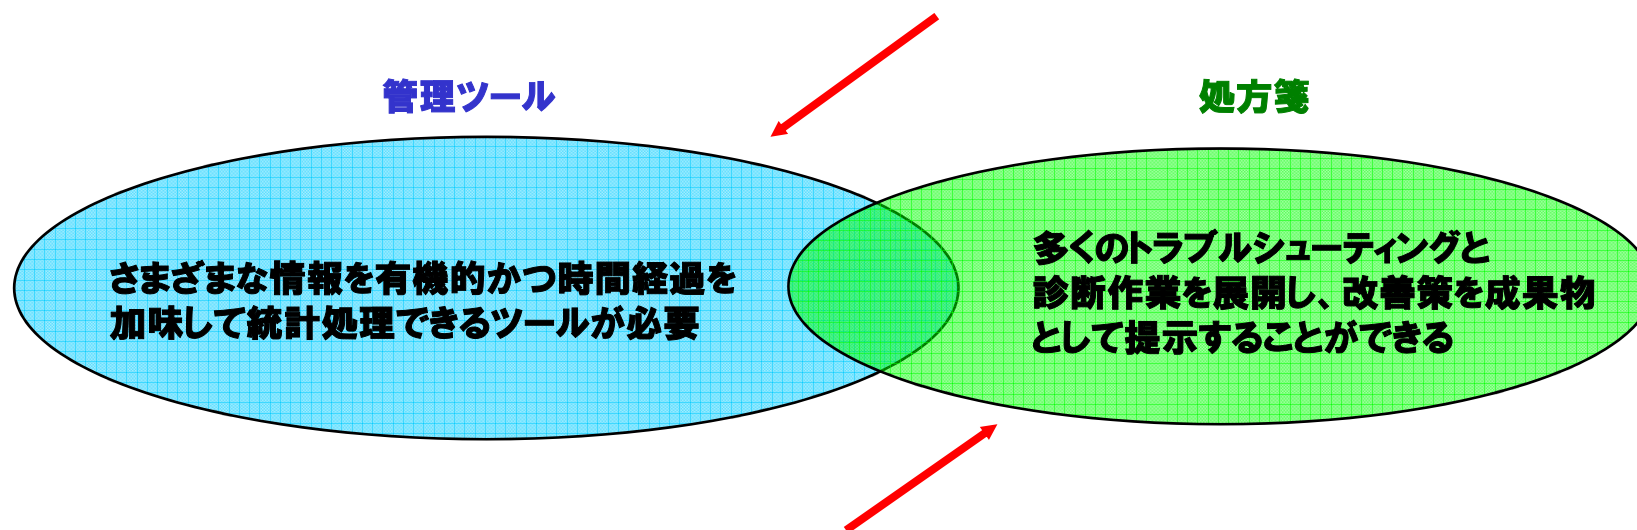 管理ツール
処方箋
さまざまな情報を有機的かつ時間経過を
加味して統計処理できるツールが必要
多くのトラブルシューティングと
診断作業を展開し、改善策を成果物
として提示することができる